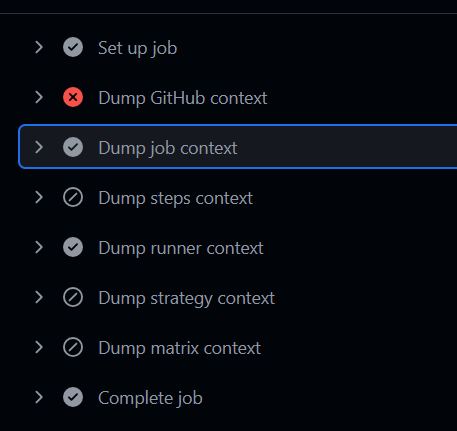 Set up job
Dump GitHub context
Dump job context
Dump steps context
Dump runner context
Dump strategy context
Dump matrix context
Complete job